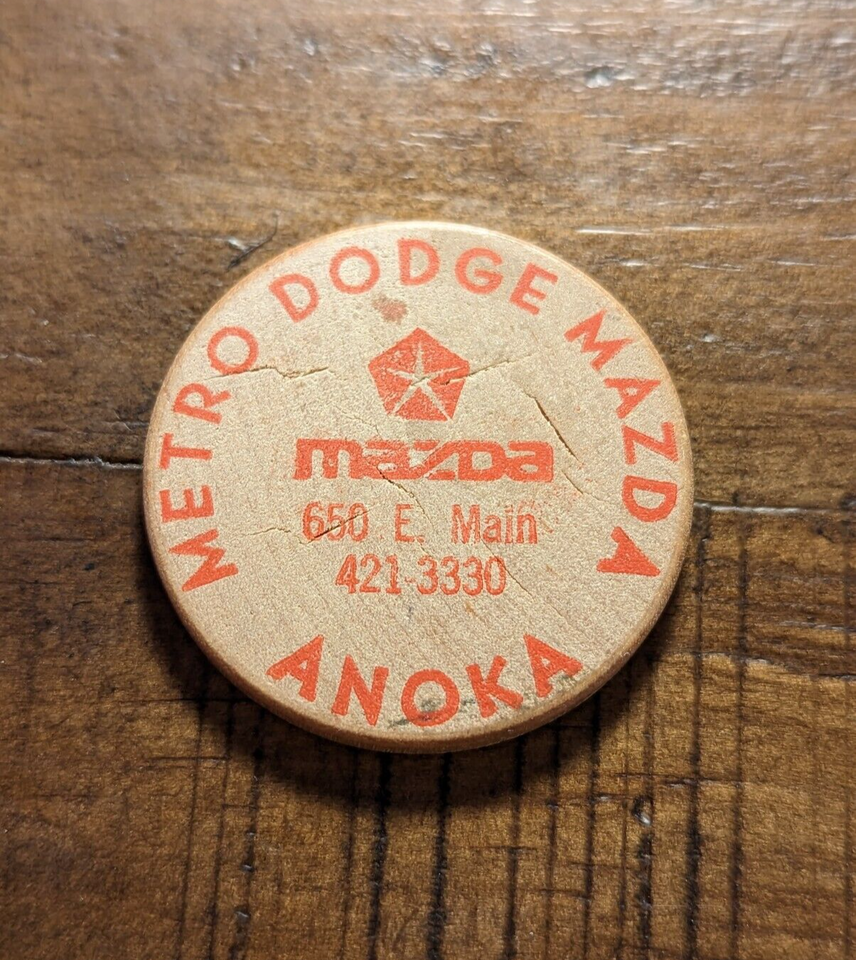 METRO DODGE MAZDA
mazda
650 E. Main
421-3330
ANOKA